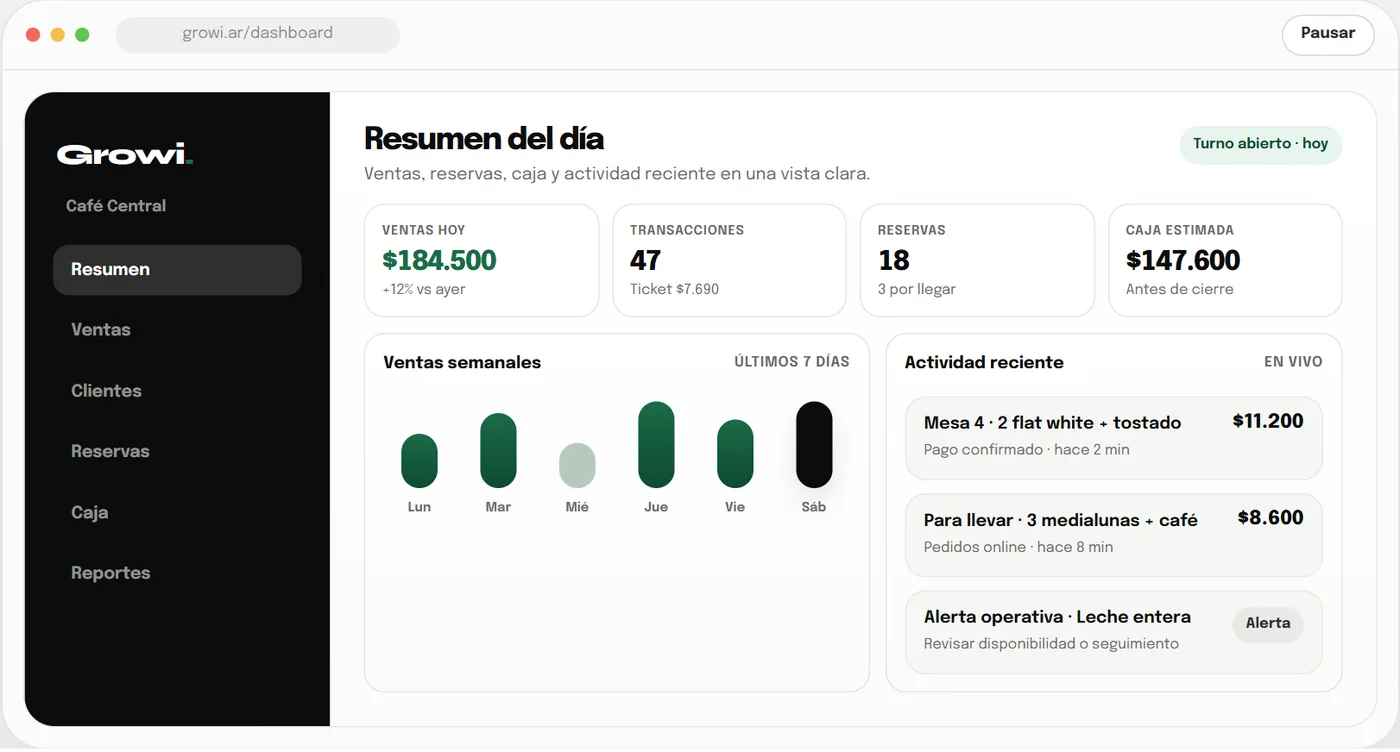 growi.ar/dashboard
Pausar
Growi.
Café Central
Resumen
Ventas
Clientes
Reservas
Caja
Reportes
Resumen del día
Ventas, reservas, caja y actividad reciente en una vista clara.
Turno abierto · hoy
VENTAS HOY
$184.500
+12% vs ayer
TRANSACCIONES
47
Ticket $7.690
RESERVAS
18
3 por llegar
CAJA ESTIMADA
$147.600
Antes de cierre
Ventas semanales
ÚLTIMOS 7 DÍAS
Lun
Mar
Mié
Jue
Vie
Sáb
Actividad reciente
EN VIVO
Mesa 4 · 2 flat white + tostado
$11.200
Pago confirmado · hace 2 min
Para llevar · 3 medialunas + café
$8.600
Pedidos online · hace 8 min
Alerta operativa · Leche entera
Alerta
Revisar disponibilidad o seguimiento